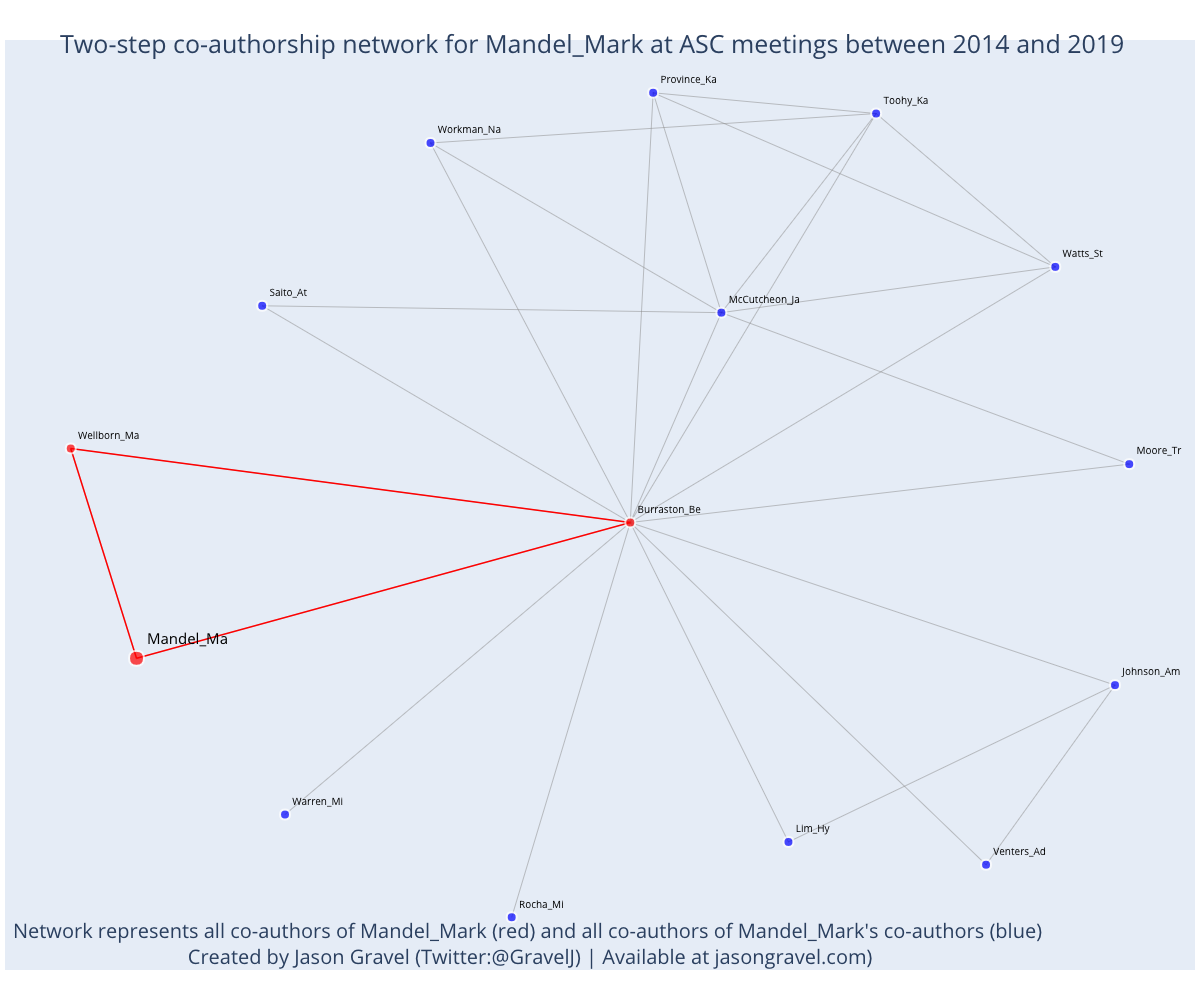 Two-step co-authorship network for Mandel_Mark at ASC meetings between 2014 and 2019
Province_Ka
Toohy_Ka
Workman_Na
Watts_St
Saito_At
McCutcheon_Ja
Wellborn_Ma
Moore_Tr
Burraston_Be
Mandel_Ma
Johnson_Am
Warren_Mi
Lim_Hy
Venters_Ad
Rocha_Mi
Network represents all co-authors of Mandel_Mark (red) and all co-authors of Mandel_Mark's co-authors (blue)
Created by Jason Gravel (Twitter:@GravelJ) | Available at jasongravel.com)